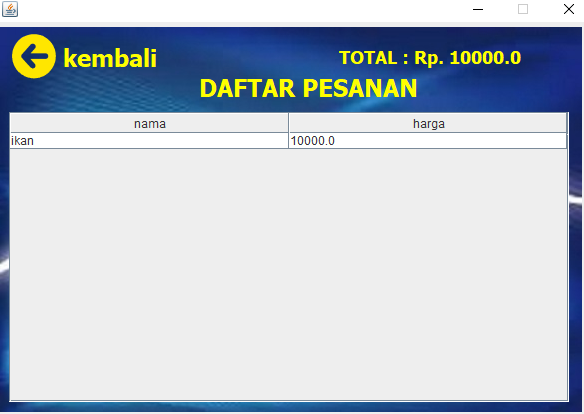 kembali
TOTAL : Rp. 10000.0
DAFTAR PESANAN
nama harga
ikan 10000.0